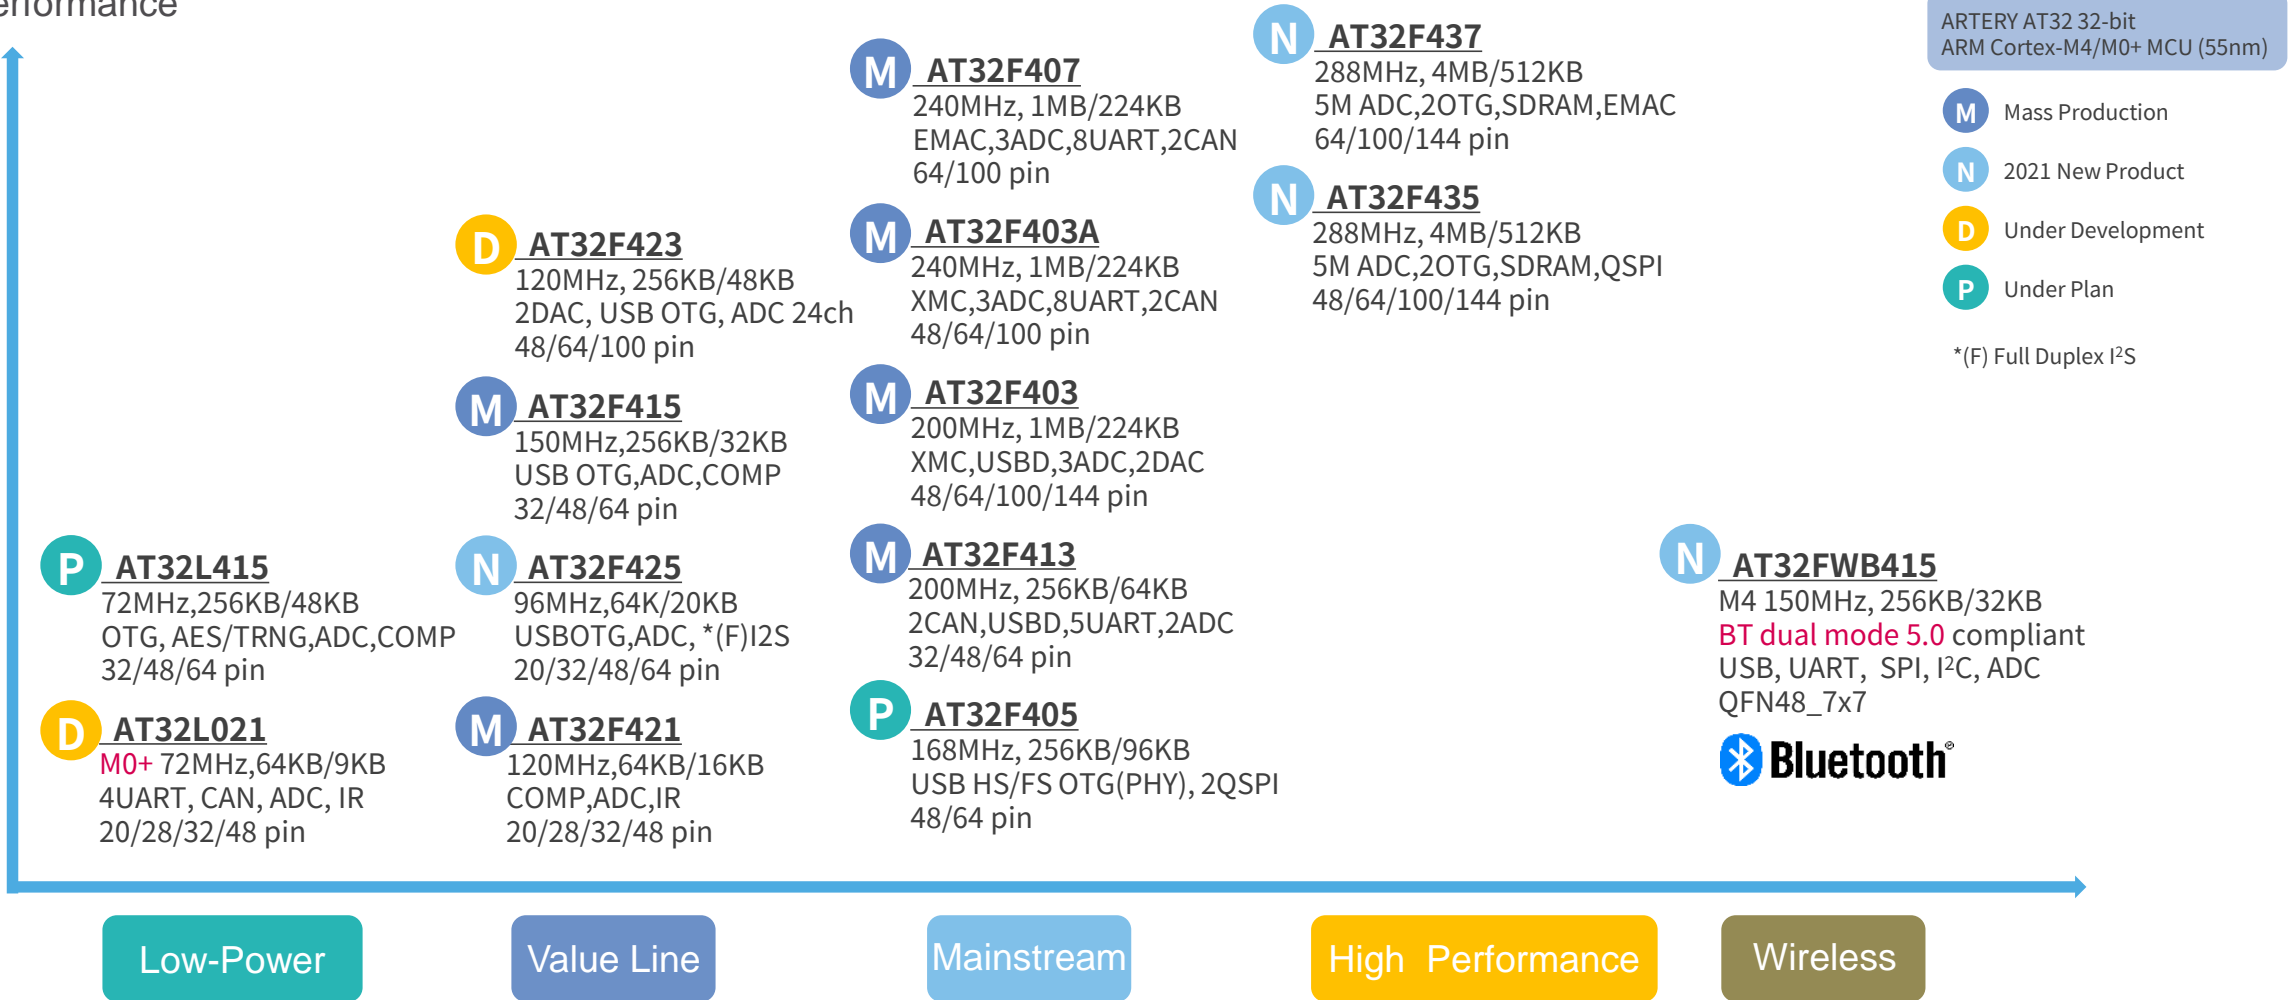 ARTERY AT32 32-bit
ARM Cortex-M4/M0+ MCU (55nm)
M Mass Production
N 2021 New Product
D Under Development
P Under Plan
*(F) Full Duplex I²S
P AT32L415
72MHz,256KB/48KB
OTG, AES/TRNG,ADC,COMP
32/48/64 pin
D AT32L021
M0+ 72MHz,64KB/9KB
4UART, CAN, ADC, IR
20/28/32/48 pin
D AT32F423
120MHz, 256KB/48KB
2DAC, USB OTG, ADC 24ch
48/64/100 pin
M AT32F415
150MHz,256KB/32KB
USB OTG,ADC,COMP
32/48/64 pin
N AT32F425
96MHz,64K/20KB
USBOTG,ADC, *(F)I2S
20/32/48/64 pin
M AT32F421
120MHz,64KB/16KB
COMP,ADC,IR
20/28/32/48 pin
M AT32F407
240MHz, 1MB/224KB
EMAC,3ADC,8UART,2CAN
64/100 pin
M AT32F403A
240MHz, 1MB/224KB
XMC,3ADC,8UART,2CAN
48/64/100 pin
M AT32F403
200MHz, 1MB/224KB
XMC,USBD,3ADC,2DAC
48/64/100/144 pin
M AT32F413
200MHz, 256KB/64KB
2CAN,USBD,5UART,2ADC
32/48/64 pin
P AT32F405
168MHz, 256KB/96KB
USB HS/FS OTG(PHY), 2QSPI
48/64 pin
N AT32F437
288MHz, 4MB/512KB
5M ADC,2OTG,SDRAM,EMAC
64/100/144 pin
N AT32F435
288MHz, 4MB/512KB
5M ADC,2OTG,SDRAM,QSPI
48/64/100/144 pin
N AT32FWB415
M4 150MHz, 256KB/32KB
BT dual mode 5.0 compliant
USB, UART, SPI, I²C, ADC
QFN48_7x7
Bluetooth®
Low-Power
Value Line
Mainstream
High Performance
Wireless